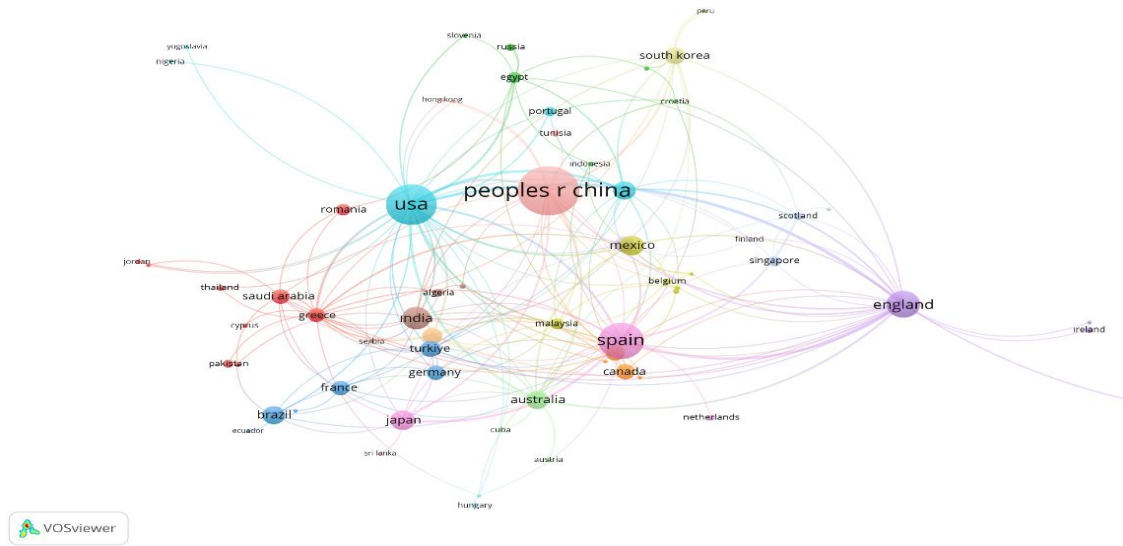 peru
slovenia
yugoslavia
russia
south korea
nigeria
egypt
hong kong
croatia
portugal
tunisia
indonesia
peoples r china
usa
romania
scotland
finland
mexico
jordan
singapore
belgium
thailand
algeria
saudi arabia
england
greece
india
malaysia
cyprus
ireland
serbia
spain
turkiye
pakistan
germany
canada
france
australia
brazil
japan
netherlands
ecuador
cuba
sri lanka
austria
hungary
VOSviewer